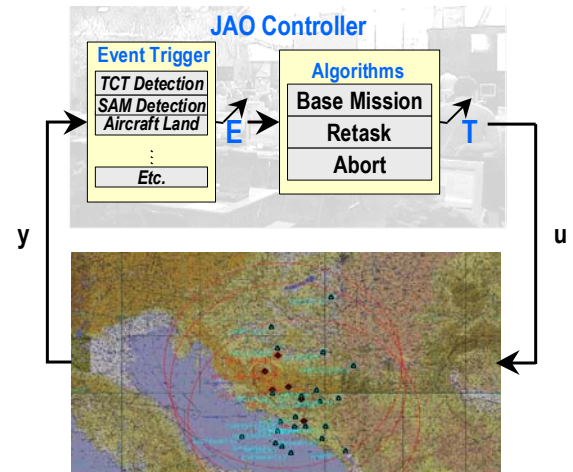 JAO Controller
Event Trigger
TCT Detection
SAM Detection
Aircraft Land
⋮
Etc.
E
Algorithms
Base Mission
Retask
Abort
T
y
u